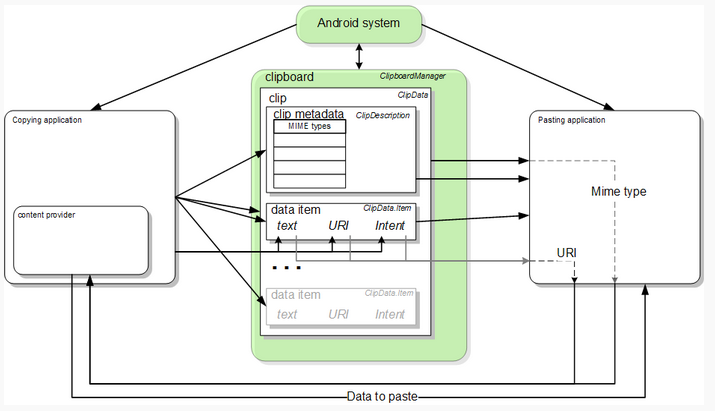 Android system
clipboard
ClipboardManager
clip
ClipData
clip metadata
ClipDescription
MIME types
Copying application
content provider
data item
ClipData.Item
text URI Intent
...
data item
ClipData.Item
text URI Intent
Pasting application
Mime type
URI
Data to paste